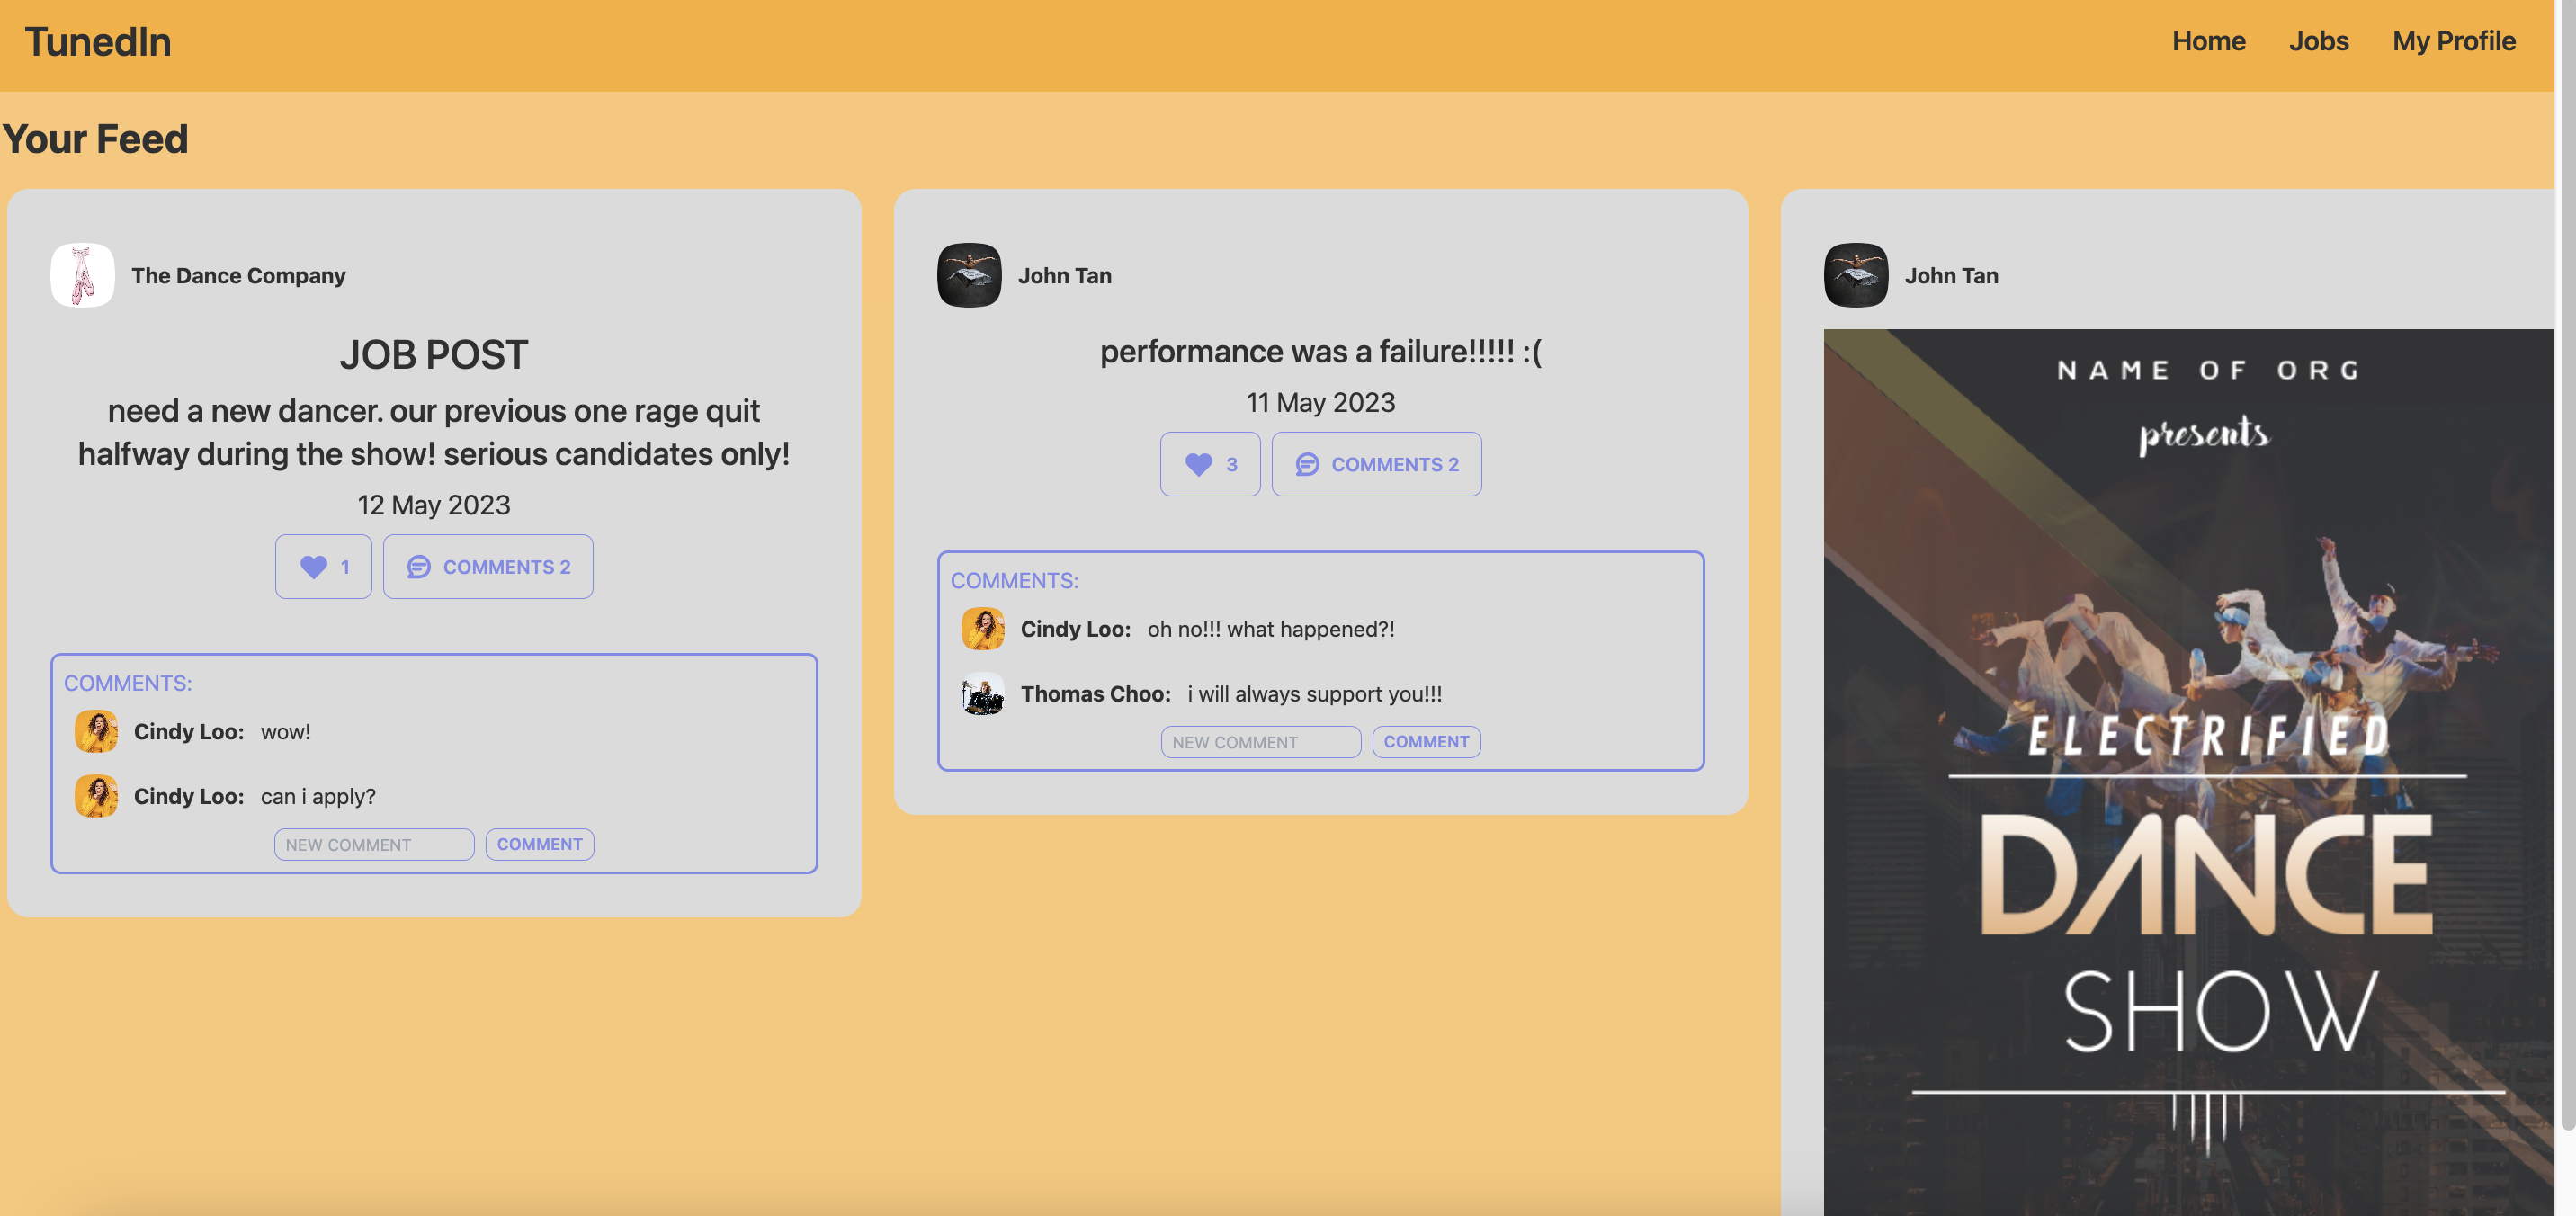 TunedIn
Home Jobs My Profile
Your Feed
The Dance Company
JOB POST
need a new dancer. our previous one rage quit
halfway during the show! serious candidates only!
12 May 2023
1 COMMENTS 2
COMMENTS:
Cindy Loo: wow!
Cindy Loo: can i apply?
NEW COMMENT COMMENT
John Tan
performance was a failure!!!!! :(
11 May 2023
3 COMMENTS 2
COMMENTS:
Cindy Loo: oh no!!! what happened?!
Thomas Choo: i will always support you!!!
NEW COMMENT COMMENT
John Tan
NAME OF ORG
presents
ELECTRIFIED
DANCE
SHOW